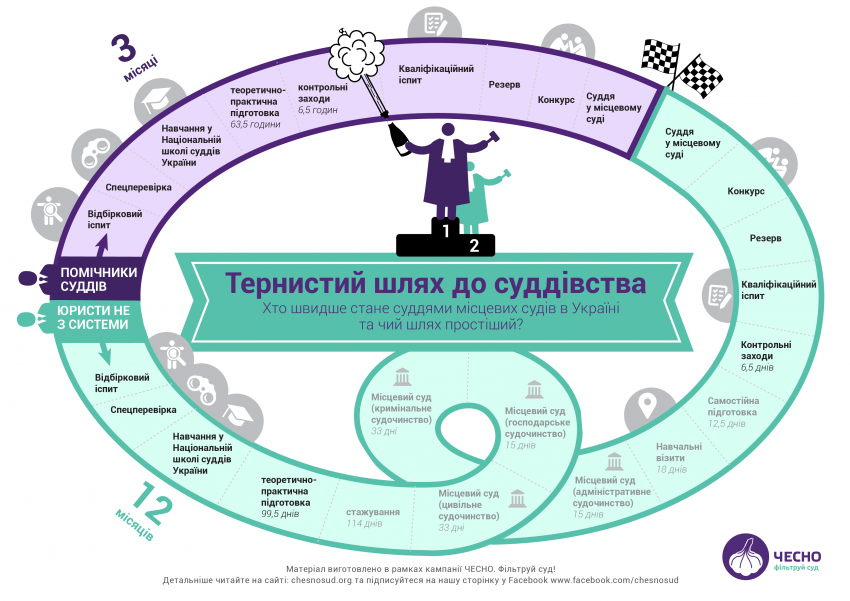 Тернистий шлях до суддівства
Хто швидше стане суддями місцевих судів в Україні
та чий шлях простіший?
1
2
ПОМІЧНИКИ
СУДДІВ
3
місяці
Відбірковий
іспит
Спецперевірка
Навчання у
Національній
школі суддів
України
теоретично-
практична
підготовка
63,5 години
контрольні
заходи
6,5 годин
Кваліфікаційний
іспит
Резерв
Конкурс
Суддя
у місцевому
суді
ЮРИСТИ НЕ
З СИСТЕМИ
12
місяців
Відбірковий
іспит
Спецперевірка
Навчання у
Національній
школі суддів
України
теоретично-
практична
підготовка
99,5 днів
стажування
114 днів
Місцевий суд
(цивільне
судочинство)
33 дні
Місцевий суд
(кримінальне
судочинство)
33 дні
Місцевий суд
(господарське
судочинство)
15 днів
Місцевий суд
(адміністративне
судочинство)
15 днів
Навчальні
візити
18 днів
Самостійна
підготовка
12,5 днів
Контрольні
заходи
6,5 днів
Кваліфікаційний
іспит
Резерв
Конкурс
Суддя
у місцевому
суді
ЧЕСНО
фільтруй суд
Матеріал виготовлено в рамках кампанії ЧЕСНО. Фільтруй суд!
Детальніше читайте на сайті: chesnosud.org та підписуйтеся на нашу сторінку у Facebook www.facebook.com/chesnosud